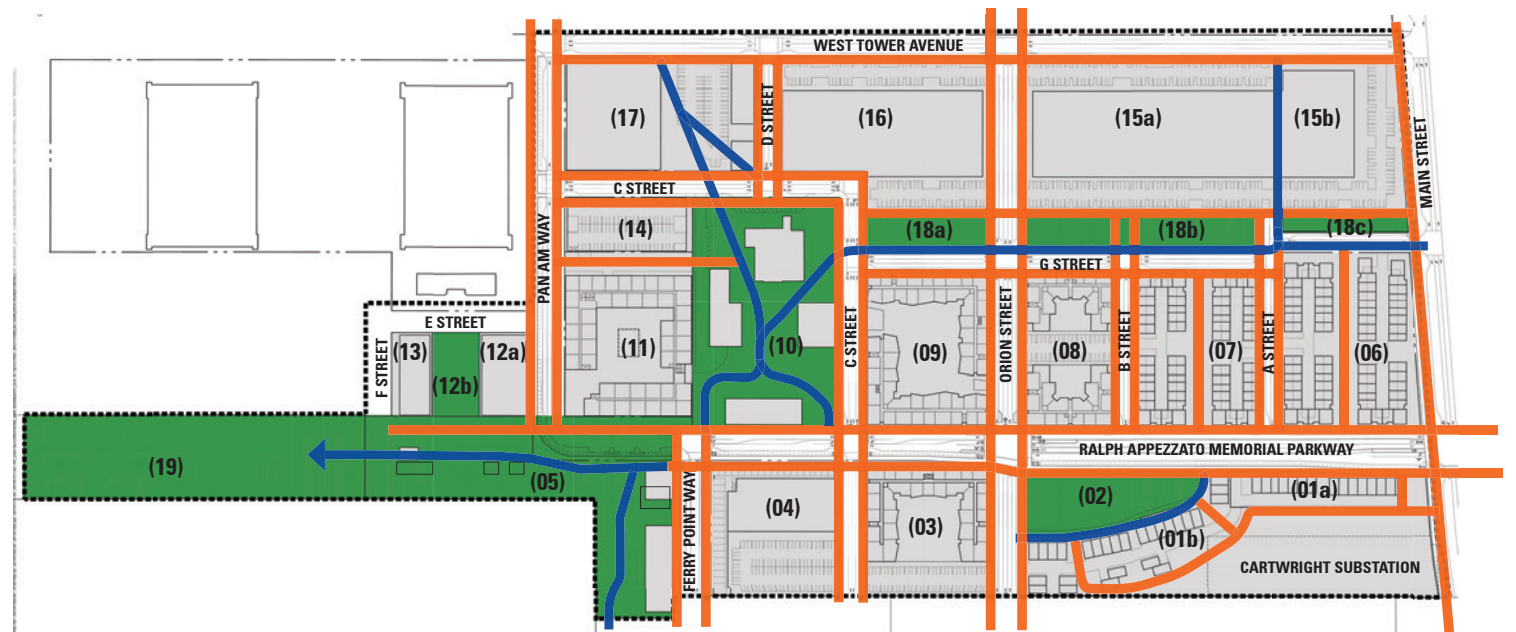 WEST TOWER AVENUE
(17)
D STREET
(16)
(15a)
(15b)
MAIN STREET
C STREET
PAN AM WAY
(14)
(18a)
(18b)
(18c)
G STREET
E STREET
F STREET
(13)
(12b)
(12a)
(11)
(10)
C STREET
(09)
ORION STREET
(08)
B STREET
(07)
A STREET
(06)
RALPH APPEZZATO MEMORIAL PARKWAY
(19)
(05)
FERRY POINT WAY
(04)
(03)
(02)
(01a)
(01b)
CARTWRIGHT SUBSTATION